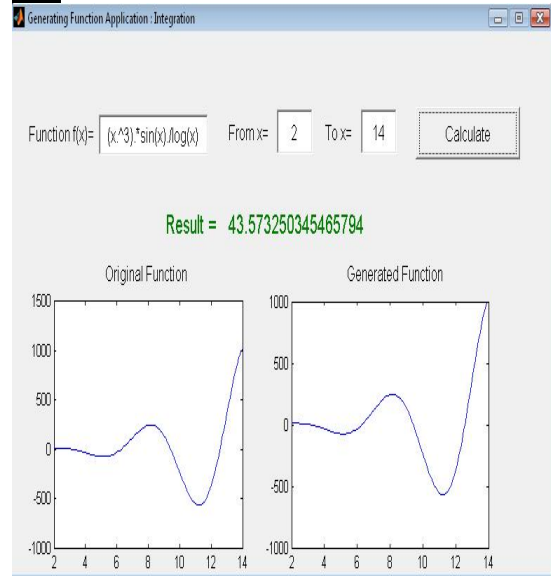 Generating Function Application : Integration
Function f(x)= (x.^3).*sin(x)./log(x) From x= 2 To x= 14 Calculate
Result = 43.573250345465794
Original Function Generated Function
1500 1000
1000
500
500
0
0
-500
-500
-1000 -1000
2 4 6 8 10 12 14 2 4 6 8 10 12 14